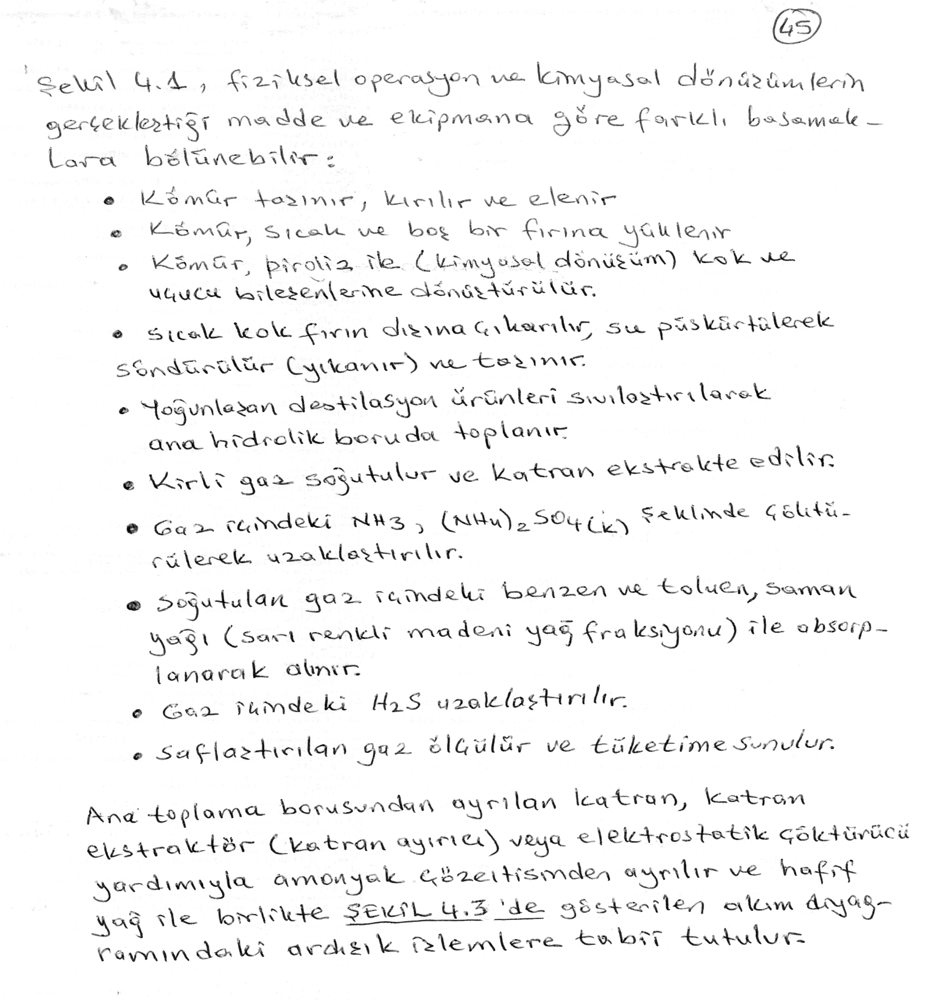 45
Şekil 4.1, fiziksel operasyon ve kimyasal dönüşümlerin
gerçekleştiği madde ve ekipmana göre farklı basamak-
lara bölünebilir:
• Kömür taşınır, kırılır ve elenir
• Kömür, sıcak ve boş bir fırına yüklenir
• Kömür, piroliz ile (kimyasal dönüşüm) kok ve
uçucu bileşenlerine dönüştürülür.
• Sıcak kok fırın dışına çıkarılır, su püskürtülerek
söndürülür (yıkanır) ve taşınır.
• Yoğunlaşan destilasyon ürünleri sıvılaştırılarak
ana hidrolik boruda toplanır.
• Kirli gaz soğutulur ve katran ekstrakte edilir.
• Gaz içindeki NH3, (NH4)2SO4(k) şeklinde çöktü-
rülerek uzaklaştırılır.
• Soğutulan gaz içindeki benzen ve toluen, saman
yağı (sarı renkli madeni yağ fraksiyonu) ile absorp-
lanarak alınır.
• Gaz içindeki H2S uzaklaştırılır.
• Saflaştırılan gaz ölçülür ve tüketime sunulur.
Ana toplama borusundan ayrılan katran, katran
ekstraktör (katran ayırıcı) veya elektrostatik çöktürücü
yardımıyla amonyak çözeltisinden ayrılır ve hafif
yağ ile birlikte ŞEKİL 4.3 'de gösterilen akım diyag-
ramındaki ardışık işlemlere tabii tutulur.